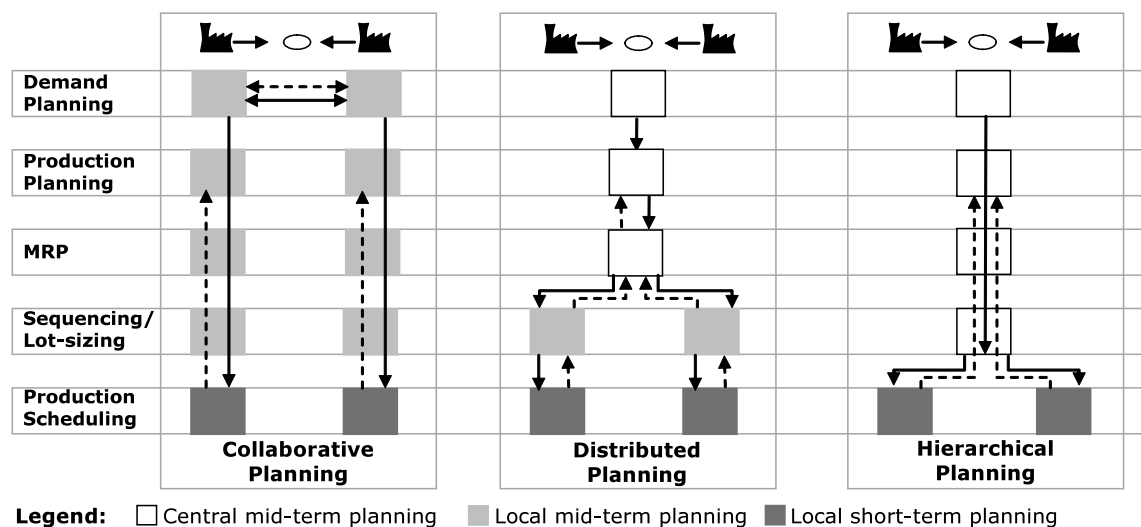 Demand
Planning
Production
Planning
MRP
Sequencing/
Lot-sizing
Production
Scheduling
Collaborative
Planning
Distributed
Planning
Hierarchical
Planning
Legend: Central mid-term planning Local mid-term planning Local short-term planning